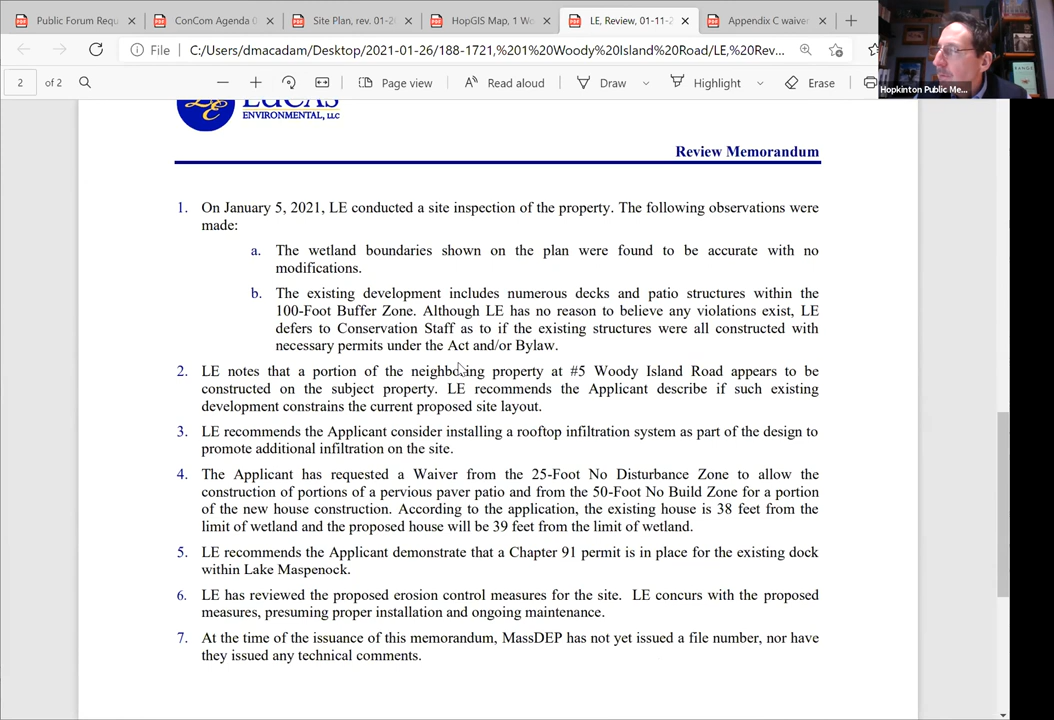 Public Forum Requ
ConCom Agenda 0
Site Plan, rev. 01-2
HopGIS Map, 1 Wo
LE, Review, 01-11-2
Appendix C waiver
File C:/Users/dmacadam/Desktop/2021-01-26/188-1721,%201%20Woody%20Island%20Road/LE,%20Rev...
2 of 2 Page view Read aloud Draw Highlight Erase
Hopkinton Public Me...
LUCAS
ENVIRONMENTAL, LLC
Review Memorandum
1. On January 5, 2021, LE conducted a site inspection of the property. The following observations were
made:
a. The wetland boundaries shown on the plan were found to be accurate with no
modifications.
b. The existing development includes numerous decks and patio structures within the
100-Foot Buffer Zone. Although LE has no reason to believe any violations exist, LE
defers to Conservation Staff as to if the existing structures were all constructed with
necessary permits under the Act and/or Bylaw.
2. LE notes that a portion of the neighboring property at #5 Woody Island Road appears to be
constructed on the subject property. LE recommends the Applicant describe if such existing
development constrains the current proposed site layout.
3. LE recommends the Applicant consider installing a rooftop infiltration system as part of the design to
promote additional infiltration on the site.
4. The Applicant has requested a Waiver from the 25-Foot No Disturbance Zone to allow the
construction of portions of a pervious paver patio and from the 50-Foot No Build Zone for a portion
of the new house construction. According to the application, the existing house is 38 feet from the
limit of wetland and the proposed house will be 39 feet from the limit of wetland.
5. LE recommends the Applicant demonstrate that a Chapter 91 permit is in place for the existing dock
within Lake Maspenock.
6. LE has reviewed the proposed erosion control measures for the site. LE concurs with the proposed
measures, presuming proper installation and ongoing maintenance.
7. At the time of the issuance of this memorandum, MassDEP has not yet issued a file number, nor have
they issued any technical comments.